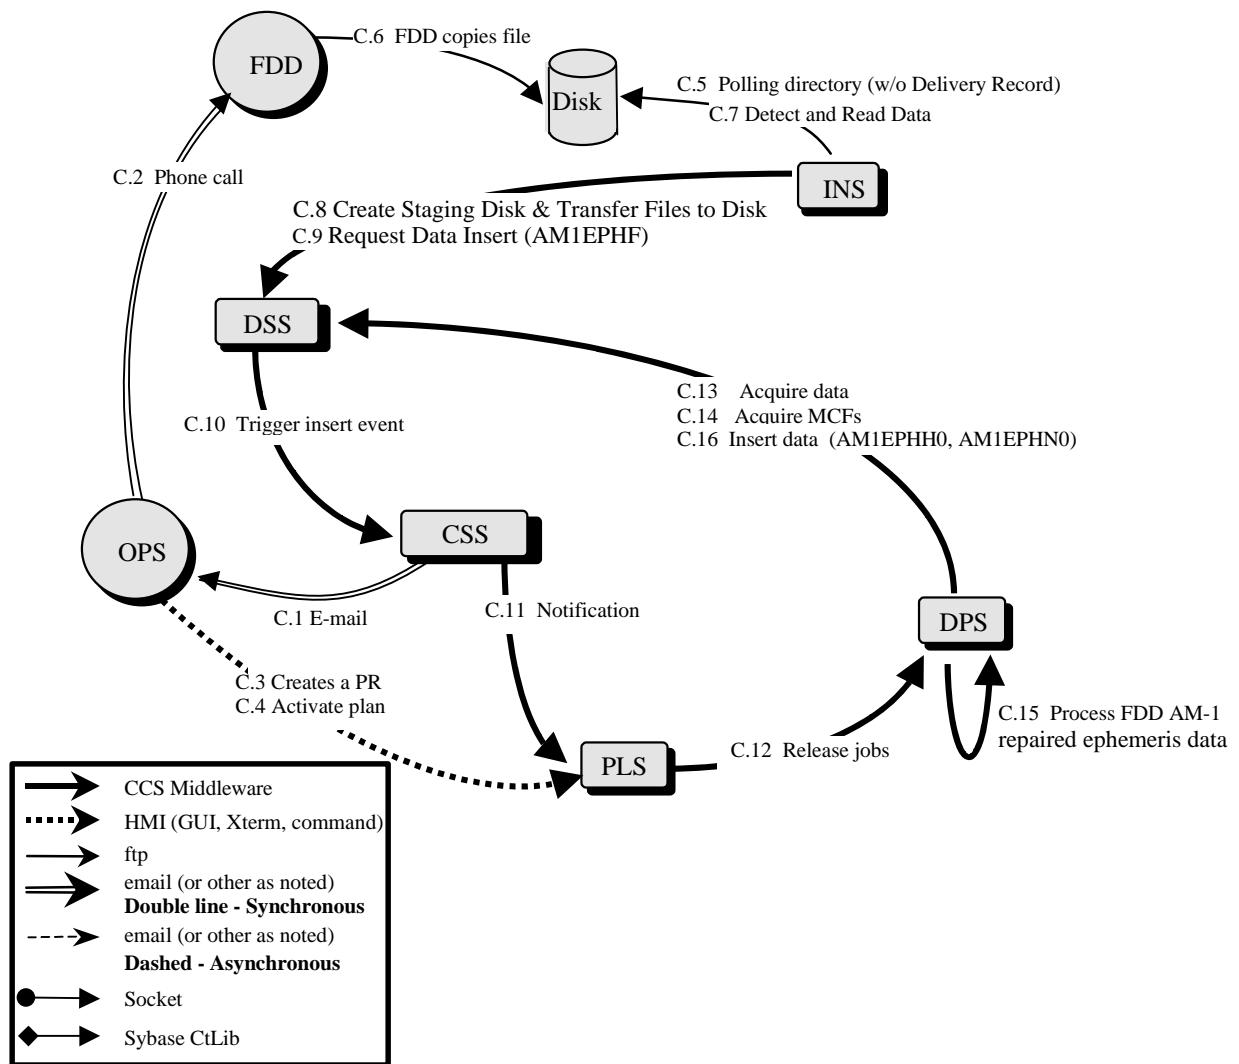 FDD
C.6 FDD copies file
Disk
C.5 Polling directory (w/o Delivery Record)
C.7 Detect and Read Data
INS
C.2 Phone call
C.8 Create Staging Disk & Transfer Files to Disk
C.9 Request Data Insert (AM1EPHF)
DSS
C.13 Acquire data
C.14 Acquire MCFs
C.16 Insert data (AM1EPHH0, AM1EPHN0)
C.10 Trigger insert event
CSS
OPS
C.1 E-mail
C.11 Notification
DPS
C.3 Creates a PR
C.4 Activate plan
C.15 Process FDD AM-1
repaired ephemeris data
C.12 Release jobs
PLS
CCS Middleware
HMI (GUI, Xterm, command)
ftp
email (or other as noted)
Double line - Synchronous
email (or other as noted)
Dashed - Asynchronous
Socket
Sybase CtLib